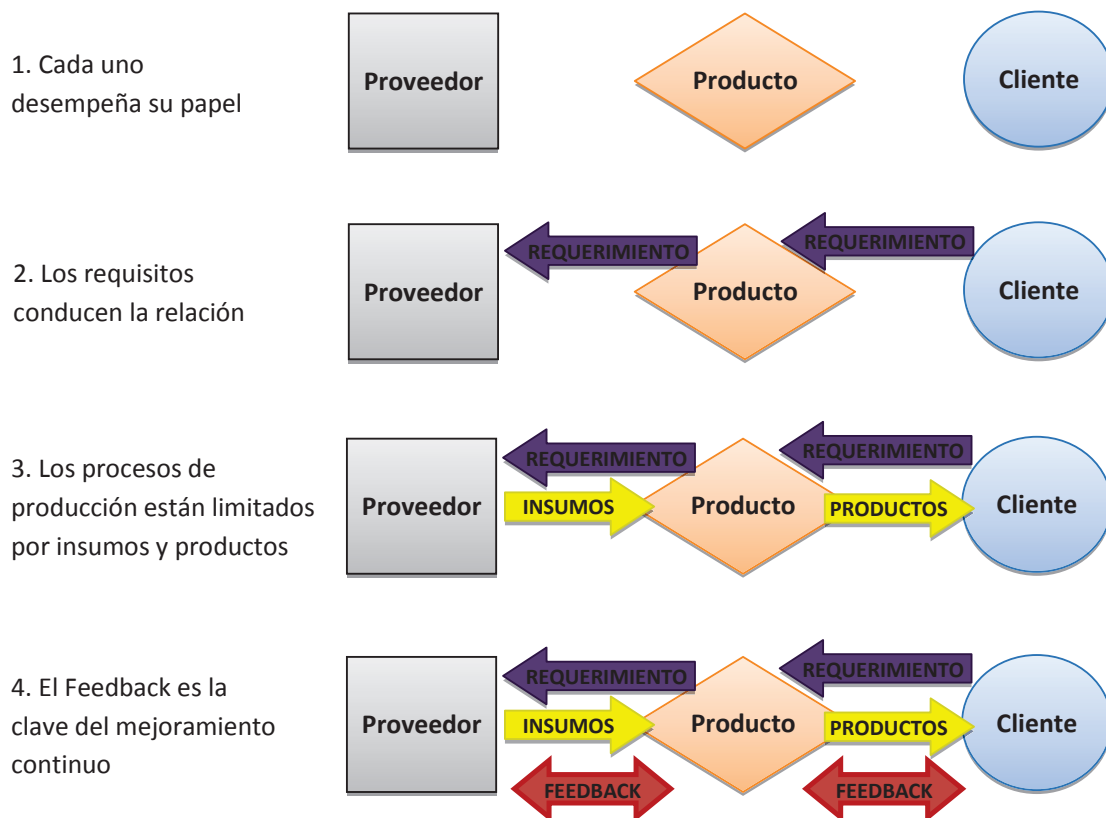 1. Cada uno
desempeña su papel
Proveedor
Producto
Cliente
2. Los requisitos
conducen la relación
REQUERIMIENTO
REQUERIMIENTO
Proveedor
Producto
Cliente
3. Los procesos de
producción están limitados
por insumos y productos
REQUERIMIENTO
REQUERIMIENTO
Proveedor
INSUMOS
Producto
PRODUCTOS
Cliente
4. El Feedback es la
clave del mejoramiento
continuo
REQUERIMIENTO
REQUERIMIENTO
Proveedor
INSUMOS
Producto
PRODUCTOS
Cliente
FEEDBACK
FEEDBACK